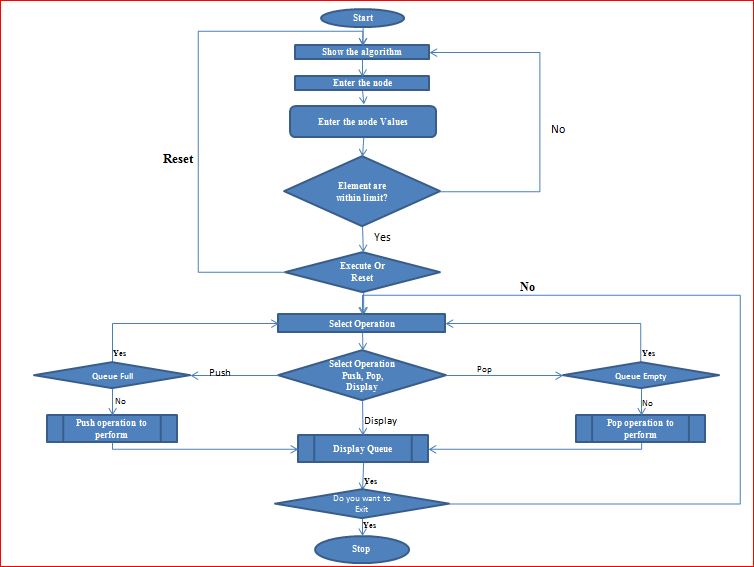 Start
Show the algorithm
Enter the node
Enter the node Values
No
Reset
Element are
within limit?
Yes
Execute Or
Reset
No
Select Operation
Yes
Select Operation
Push, Pop,
Display
Yes
Queue Full
Push
Pop
Queue Empty
No
No
Push operation to
perform
Display
Pop operation to
perform
Display Queue
Yes
Do you want to
Exit
Yes
Stop